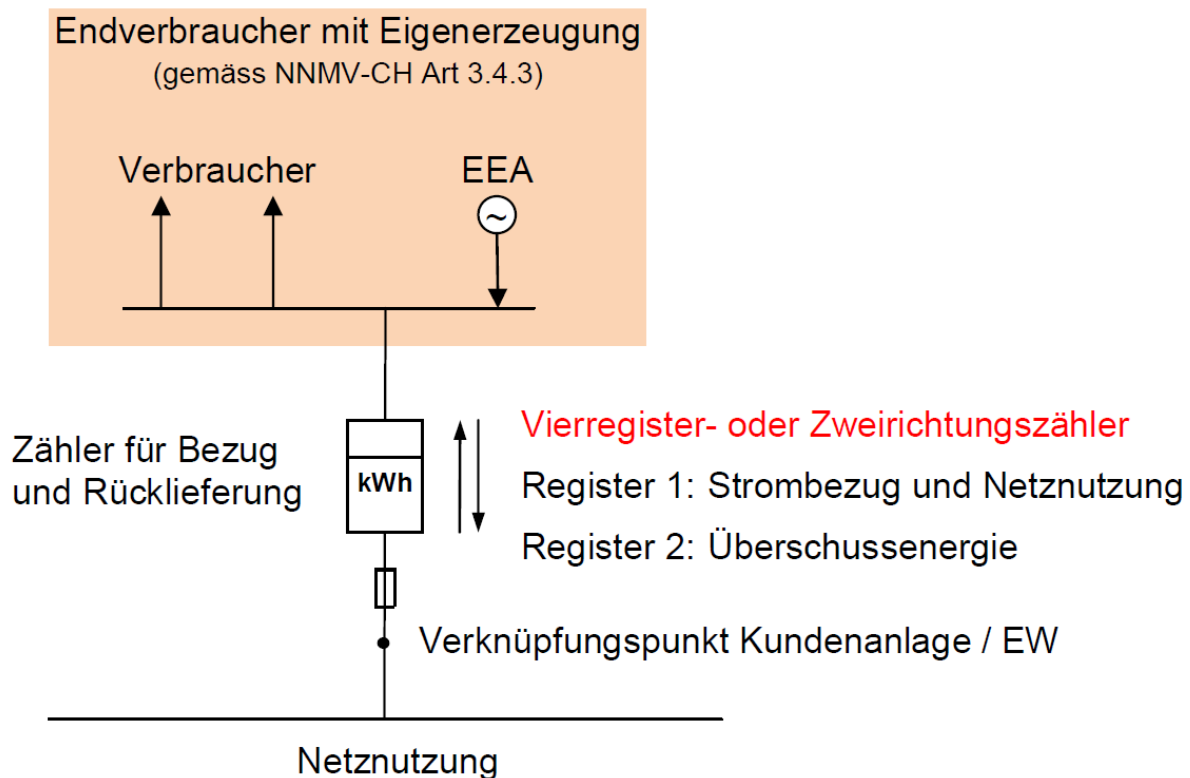 Endverbraucher mit Eigenerzeugung
(gemäss NNMV-CH Art 3.4.3)
Verbraucher
EEA
~
Zähler für Bezug
und Rücklieferung
kWh
Vierregister- oder Zweirichtungszähler
Register 1: Strombezug und Netznutzung
Register 2: Überschussenergie
Verknüpfungspunkt Kundenanlage / EW
Netznutzung